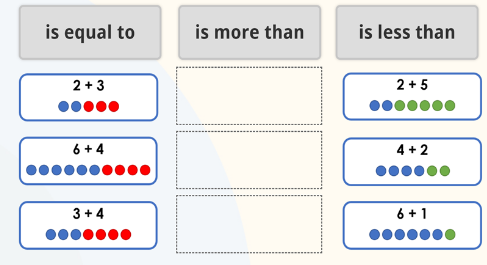 is equal to
is more than
is less than
2 + 3
2 + 5
6 + 4
4 + 2
3 + 4
6 + 1